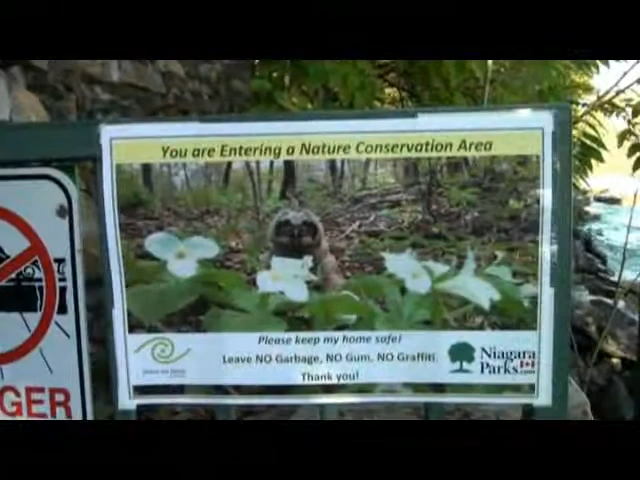 You are Entering a Nature Conservation Area
Please keep my home safe!
Leave NO Garbage, NO Gum, NO Graffiti.
Thank you!
Niagara
Parks.com
GER